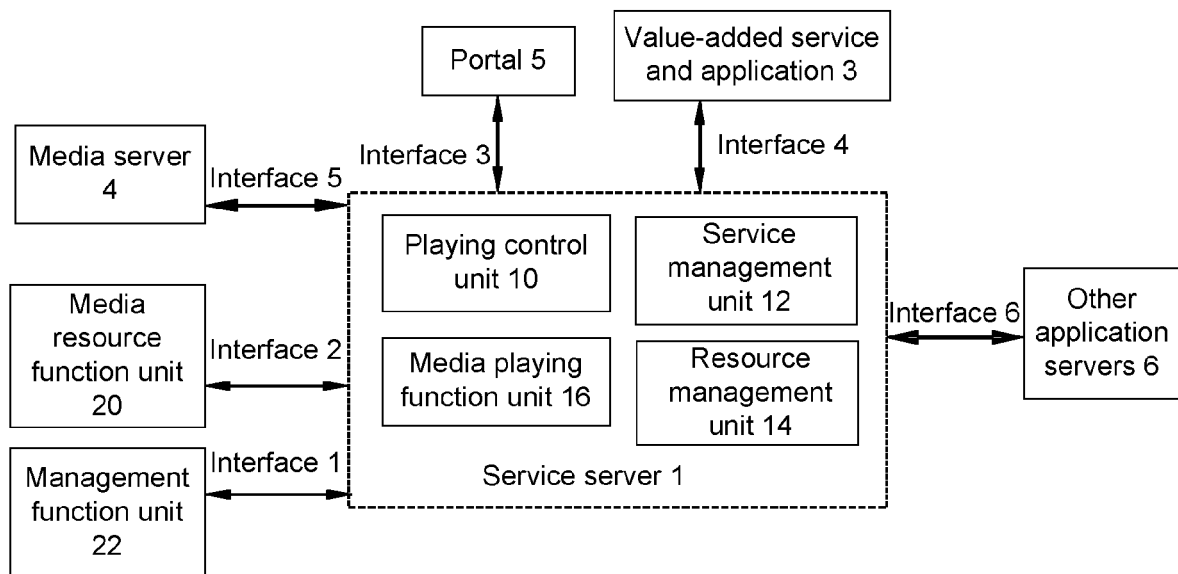 Portal 5
Value-added service
and application 3
Interface 3
Interface 4
Media server
4
Interface 5
Playing control
unit 10
Service
management
unit 12
Media
resource
function unit
20
Interface 2
Media playing
function unit 16
Resource
management
unit 14
Interface 6
Other
application
servers 6
Management
function unit
22
Interface 1
Service server 1